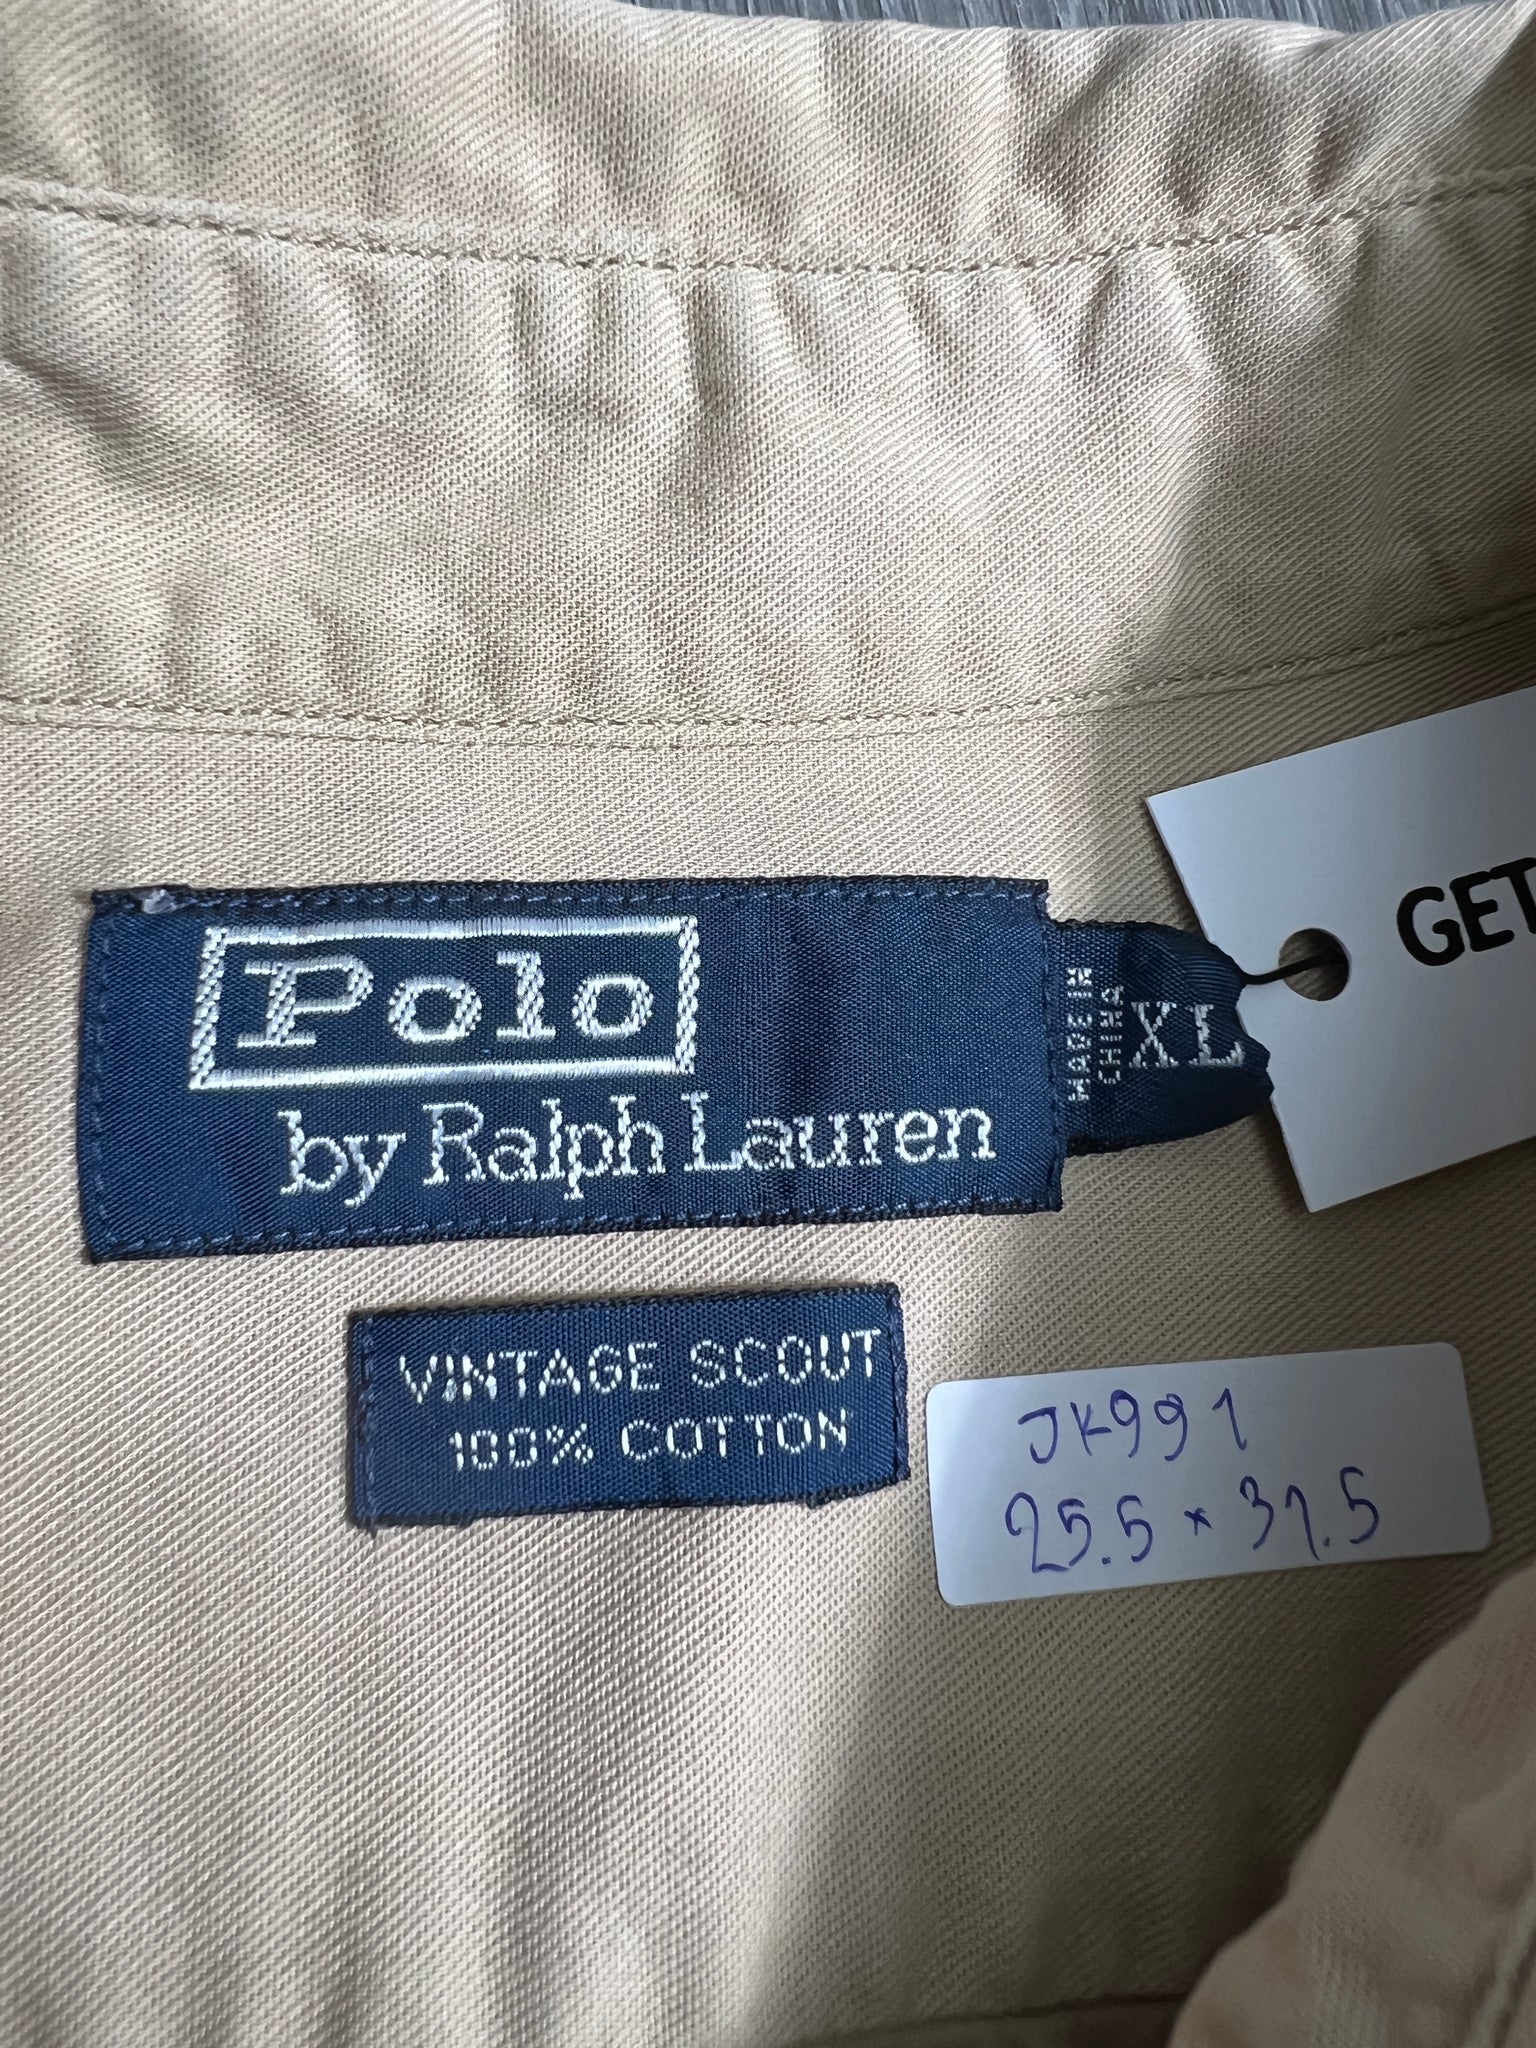 Polo
by Ralph Lauren
MADE IN
CHINA
XL
GET
VINTAGE SCOUT
100% COTTON
JK991
25.5 × 31.5